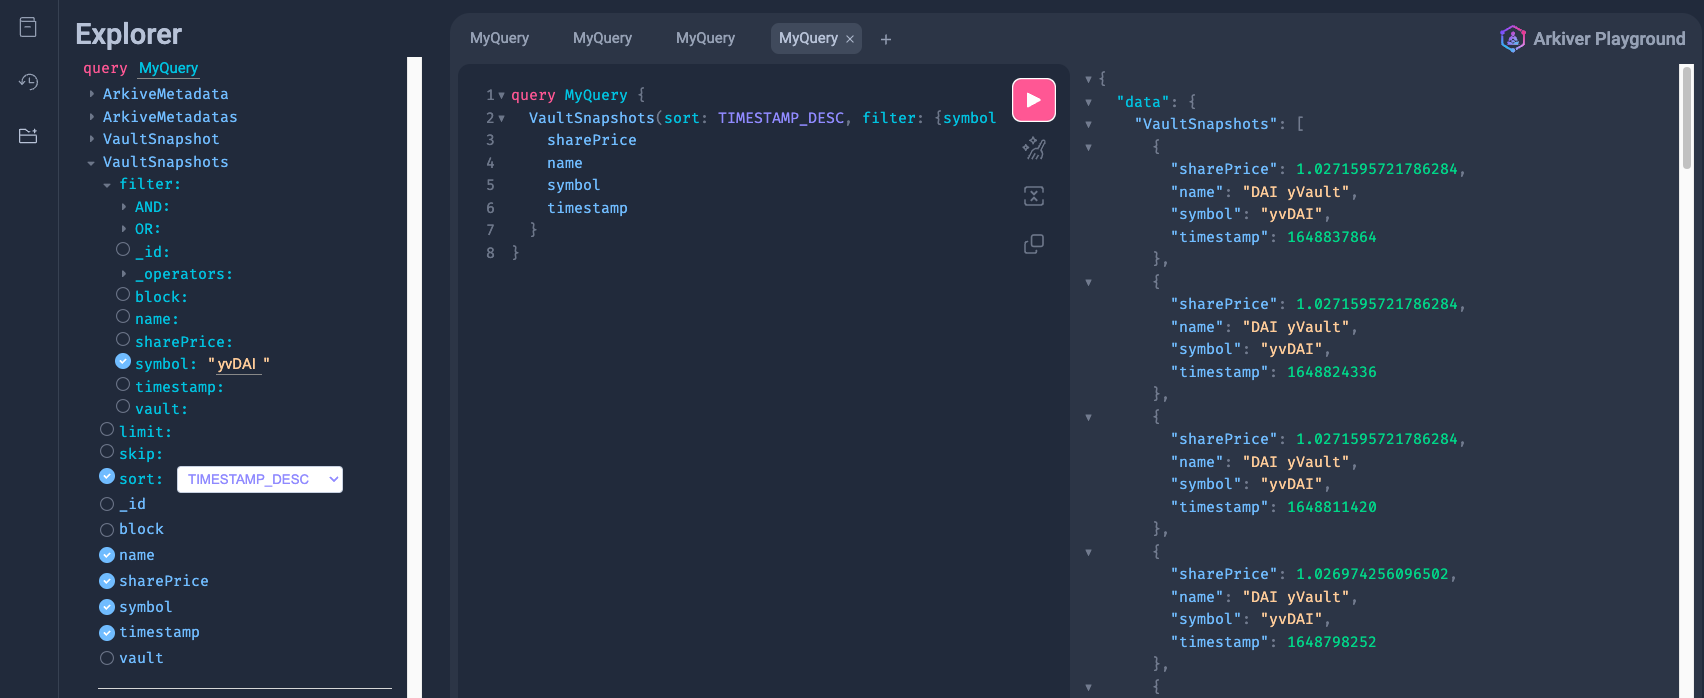 Explorer
query MyQuery
ArkiveMetadata
ArkiveMetadatas
VaultSnapshot
VaultSnapshots
filter:
AND:
OR:
_id:
_operators:
block:
name:
sharePrice:
symbol: "yvDAI "
timestamp:
vault:
limit:
skip:
sort: TIMESTAMP_DESC
_id
block
name
sharePrice
symbol
timestamp
vault
MyQuery MyQuery MyQuery MyQuery × +
Arkiver Playground
1 query MyQuery {
2 VaultSnapshots(sort: TIMESTAMP_DESC, filter: {symbol
3 sharePrice
4 name
5 symbol
6 timestamp
7 }
8 }
{
"data": {
"VaultSnapshots": [
{
"sharePrice": 1.0271595721786284,
"name": "DAI yVault",
"symbol": "yvDAI",
"timestamp": 1648837864
},
{
"sharePrice": 1.0271595721786284,
"name": "DAI yVault",
"symbol": "yvDAI",
"timestamp": 1648824336
},
{
"sharePrice": 1.0271595721786284,
"name": "DAI yVault",
"symbol": "yvDAI",
"timestamp": 1648811420
},
{
"sharePrice": 1.026974256096502,
"name": "DAI yVault",
"symbol": "yvDAI",
"timestamp": 1648798252
},
{